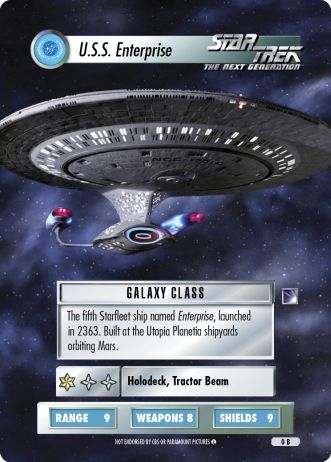 U.S.S. Enterprise
STAR TREK
THE NEXT GENERATION
GALAXY CLASS
The fifth Starfleet ship named Enterprise, launched
in 2363. Built at the Utopia Planetia shipyards
orbiting Mars.
Holodeck, Tractor Beam
RANGE 9 WEAPONS 8 SHIELDS 9
NOT ENDORSED BY CBS OR PARAMOUNT PICTURES
0 B